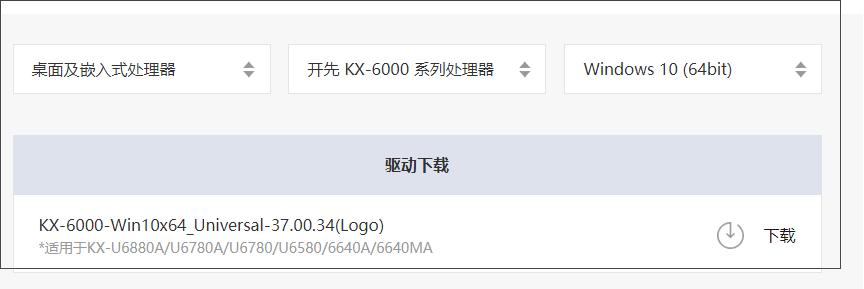 桌面及嵌入式处理器
开先 KX-6000 系列处理器
Windows 10 (64bit)
驱动下载
KX-6000-Win10x64_Universal-37.00.34(Logo)
*适用于KX-U6880A/U6780A/U6780/U6580/6640A/6640MA
下载